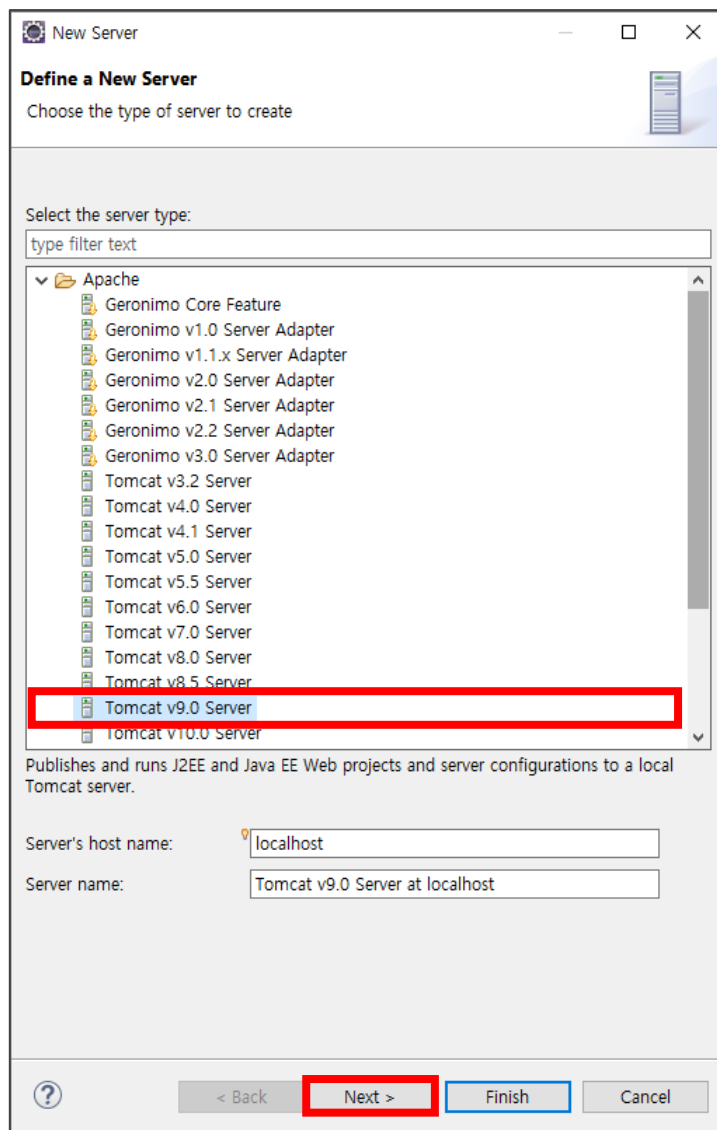 New Server
Define a New Server
Choose the type of server to create
Select the server type:
type filter text
Apache
Geronimo Core Feature
Geronimo v1.0 Server Adapter
Geronimo v1.1.x Server Adapter
Geronimo v2.0 Server Adapter
Geronimo v2.1 Server Adapter
Geronimo v2.2 Server Adapter
Geronimo v3.0 Server Adapter
Tomcat v3.2 Server
Tomcat v4.0 Server
Tomcat v4.1 Server
Tomcat v5.0 Server
Tomcat v5.5 Server
Tomcat v6.0 Server
Tomcat v7.0 Server
Tomcat v8.0 Server
Tomcat v8.5 Server
Tomcat v9.0 Server
Tomcat v10.0 Server
Publishes and runs J2EE and Java EE Web projects and server configurations to a local
Tomcat server.
Server's host name: localhost
Server name: Tomcat v9.0 Server at localhost
? < Back Next > Finish Cancel